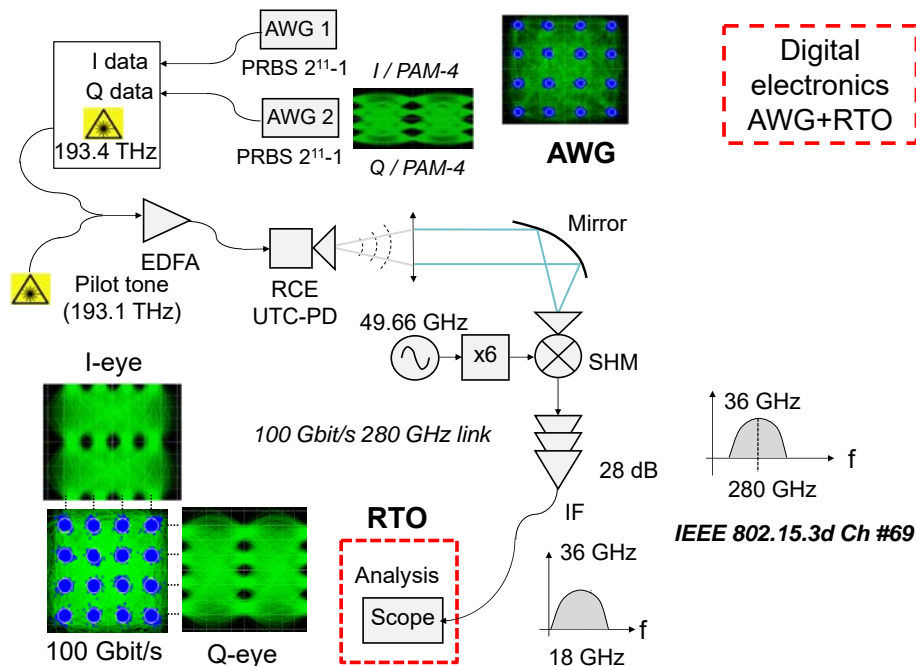 AWG 1
I data
PRBS 2¹¹-1
Q data
193.4 THz
AWG 2
PRBS 2¹¹-1
I / PAM-4
Q / PAM-4
AWG
Digital
electronics
AWG+RTO
EDFA
Pilot tone
(193.1 THz)
RCE
UTC-PD
Mirror
49.66 GHz
x6
SHM
I-eye
100 Gbit/s 280 GHz link
28 dB
IF
36 GHz
f
280 GHz
IEEE 802.15.3d Ch #69
RTO
Analysis
Scope
36 GHz
f
18 GHz
100 Gbit/s
Q-eye